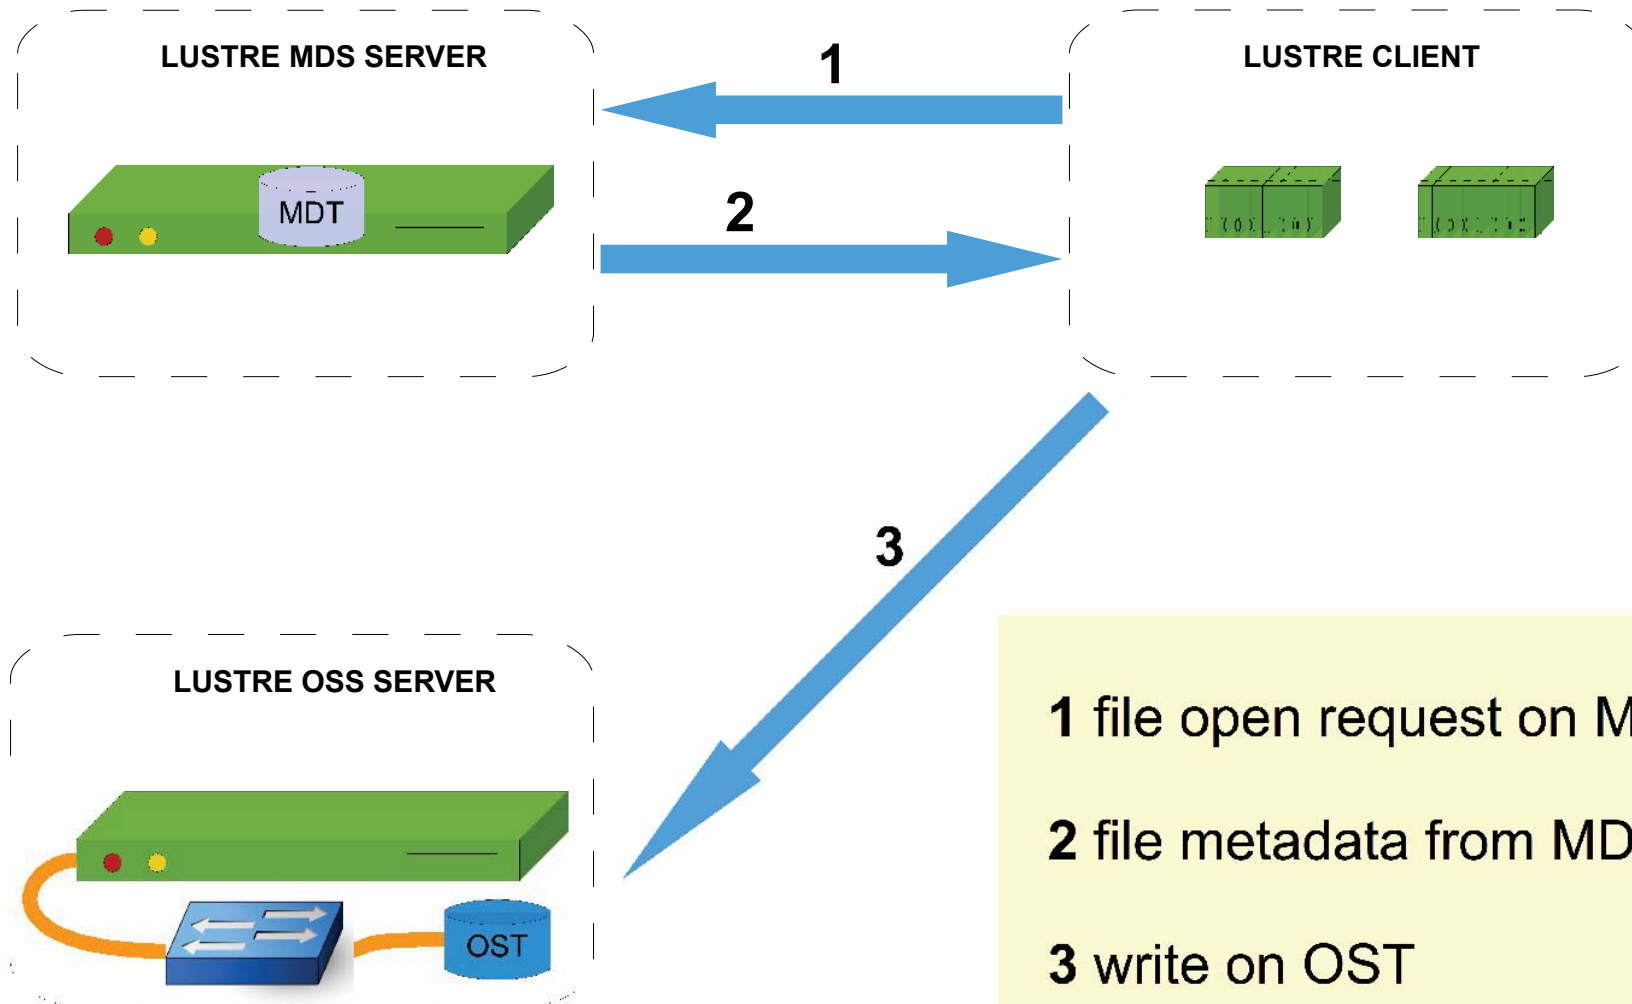 LUSTRE MDS SERVER
1
LUSTRE CLIENT
MDT
2
3
LUSTRE OSS SERVER
OST
1 file open request on M
2 file metadata from MD
3 write on OST